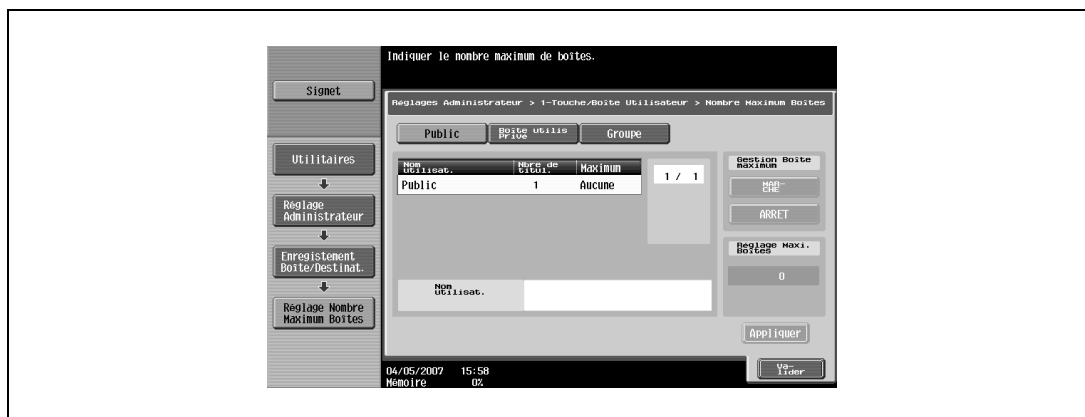 Indiquer le nombre maximum de boîtes.
Signet
Réglages Administrateur > 1-Touche/Boîte Utilisateur > Nombre Maximum Boîtes
Public
Boîte utilis
Privé
Groupe
Utilitaires
Réglage
Administrateur
Enregistement
Boîte/Destinat.
Réglage Nombre
Maximum Boîtes
Nom
utilisat.
Nbre de
titul.
Maximum
Public 1 Aucune
1 / 1
Gestion Boîte
maximum
MAR-
CHE
ARRET
Réglage Maxi.
Boîtes
0
Nom
utilisat.
Appliquer
Va-
lider
04/05/2007 15:58
Mémoire 0%